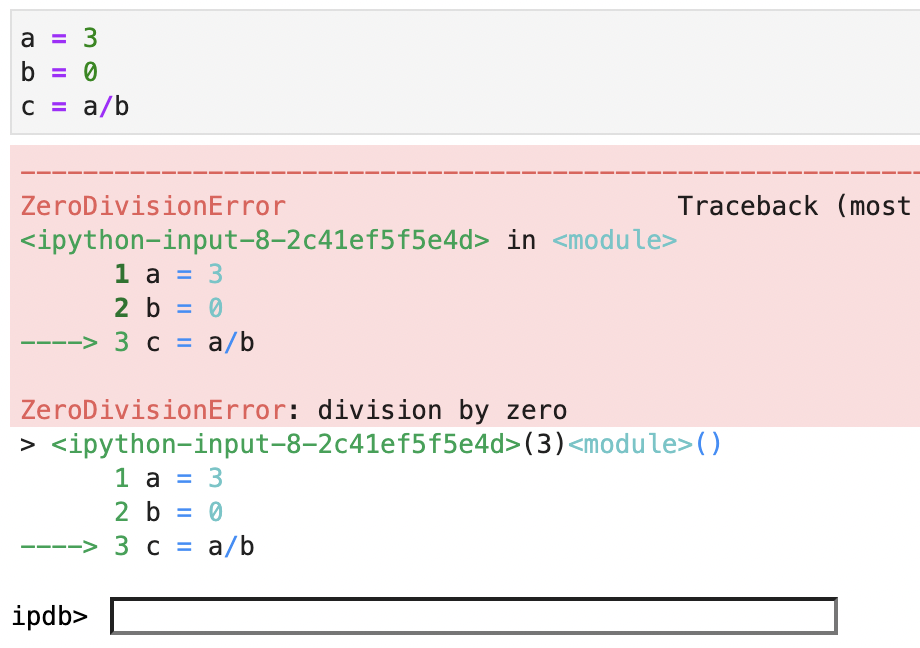 a = 3
b = 0
c = a/b
---------------------------------------------------------
ZeroDivisionError                         Traceback (most
<ipython-input-8-2c41ef5f5e4d> in <module>
      1 a = 3
      2 b = 0
----> 3 c = a/b
ZeroDivisionError: division by zero
> <ipython-input-8-2c41ef5f5e4d>(3)<module>()
      1 a = 3
      2 b = 0
----> 3 c = a/b
ipdb>